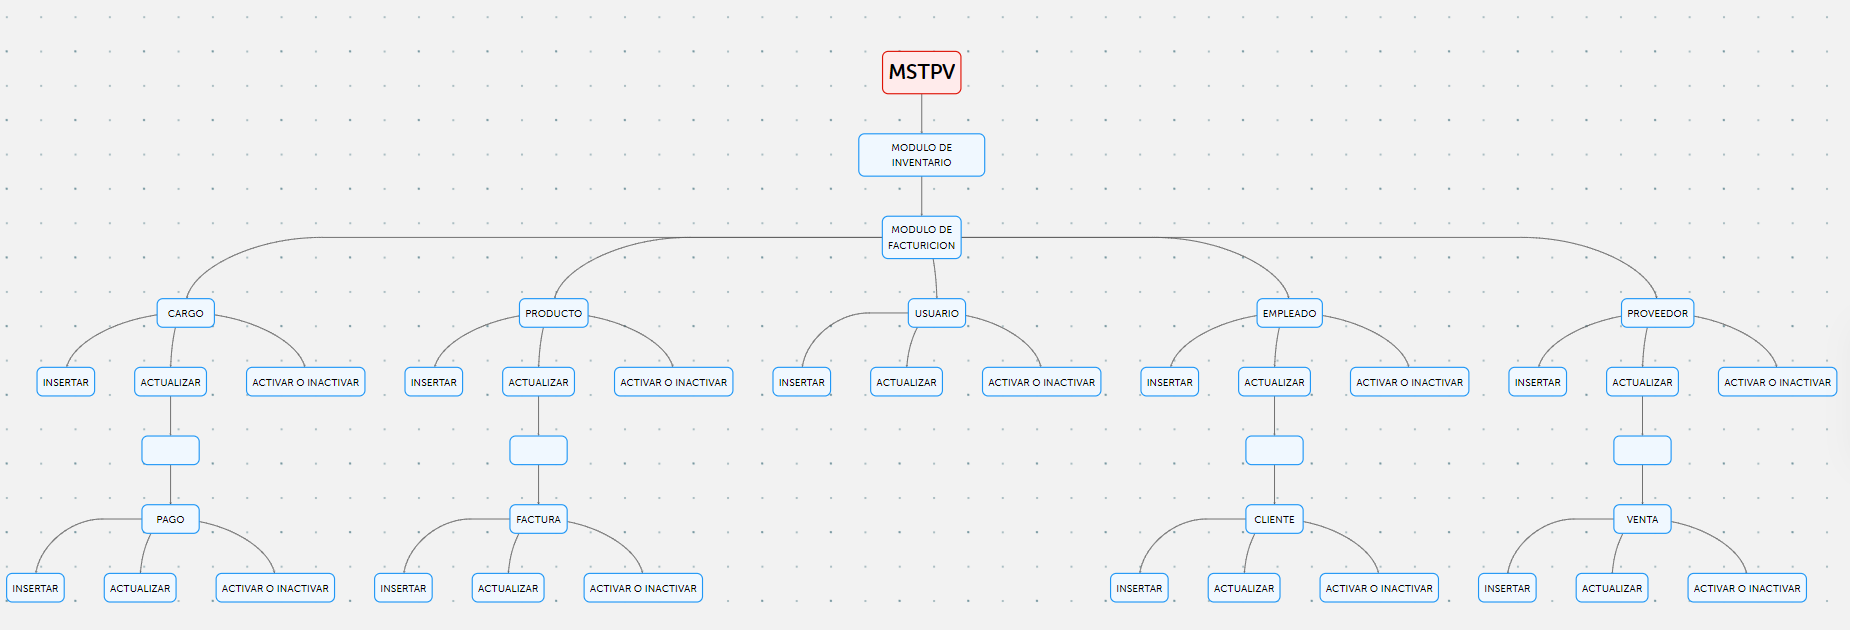 MSTPV
MODULO DE
INVENTARIO
MODULO DE
FACTURICION
CARGO
PRODUCTO
USUARIO
EMPLEADO
PROVEEDOR
INSERTAR
ACTUALIZAR
ACTIVAR O INACTIVAR
INSERTAR
ACTUALIZAR
ACTIVAR O INACTIVAR
INSERTAR
ACTUALIZAR
ACTIVAR O INACTIVAR
INSERTAR
ACTUALIZAR
ACTIVAR O INACTIVAR
INSERTAR
ACTUALIZAR
ACTIVAR O INACTIVAR
PAGO
FACTURA
CLIENTE
VENTA
INSERTAR
ACTUALIZAR
ACTIVAR O INACTIVAR
INSERTAR
ACTUALIZAR
ACTIVAR O INACTIVAR
INSERTAR
ACTUALIZAR
ACTIVAR O INACTIVAR
INSERTAR
ACTUALIZAR
ACTIVAR O INACTIVAR